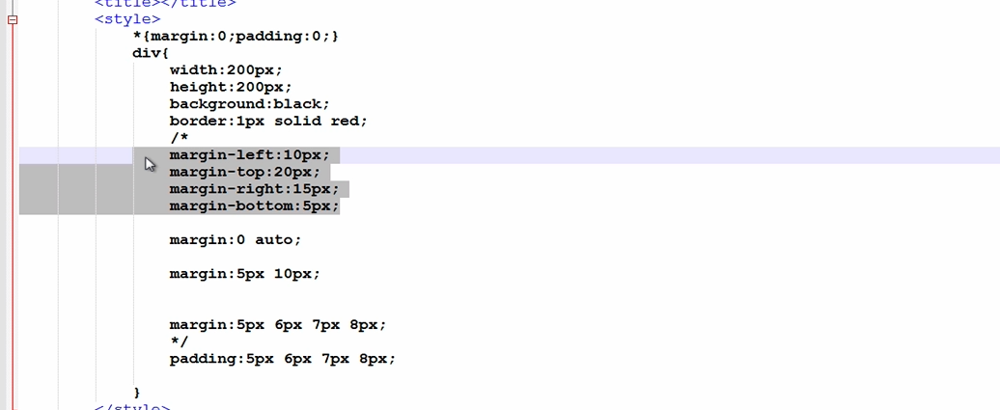 <title></title>
<style>
*{margin:0;padding:0;}
div{
width:200px;
height:200px;
background:black;
border:1px solid red;
/*
margin-left:10px;
margin-top:20px;
margin-right:15px;
margin-bottom:5px;
margin:0 auto;
margin:5px 10px;
margin:5px 6px 7px 8px;
*/
padding:5px 6px 7px 8px;
}
</style>